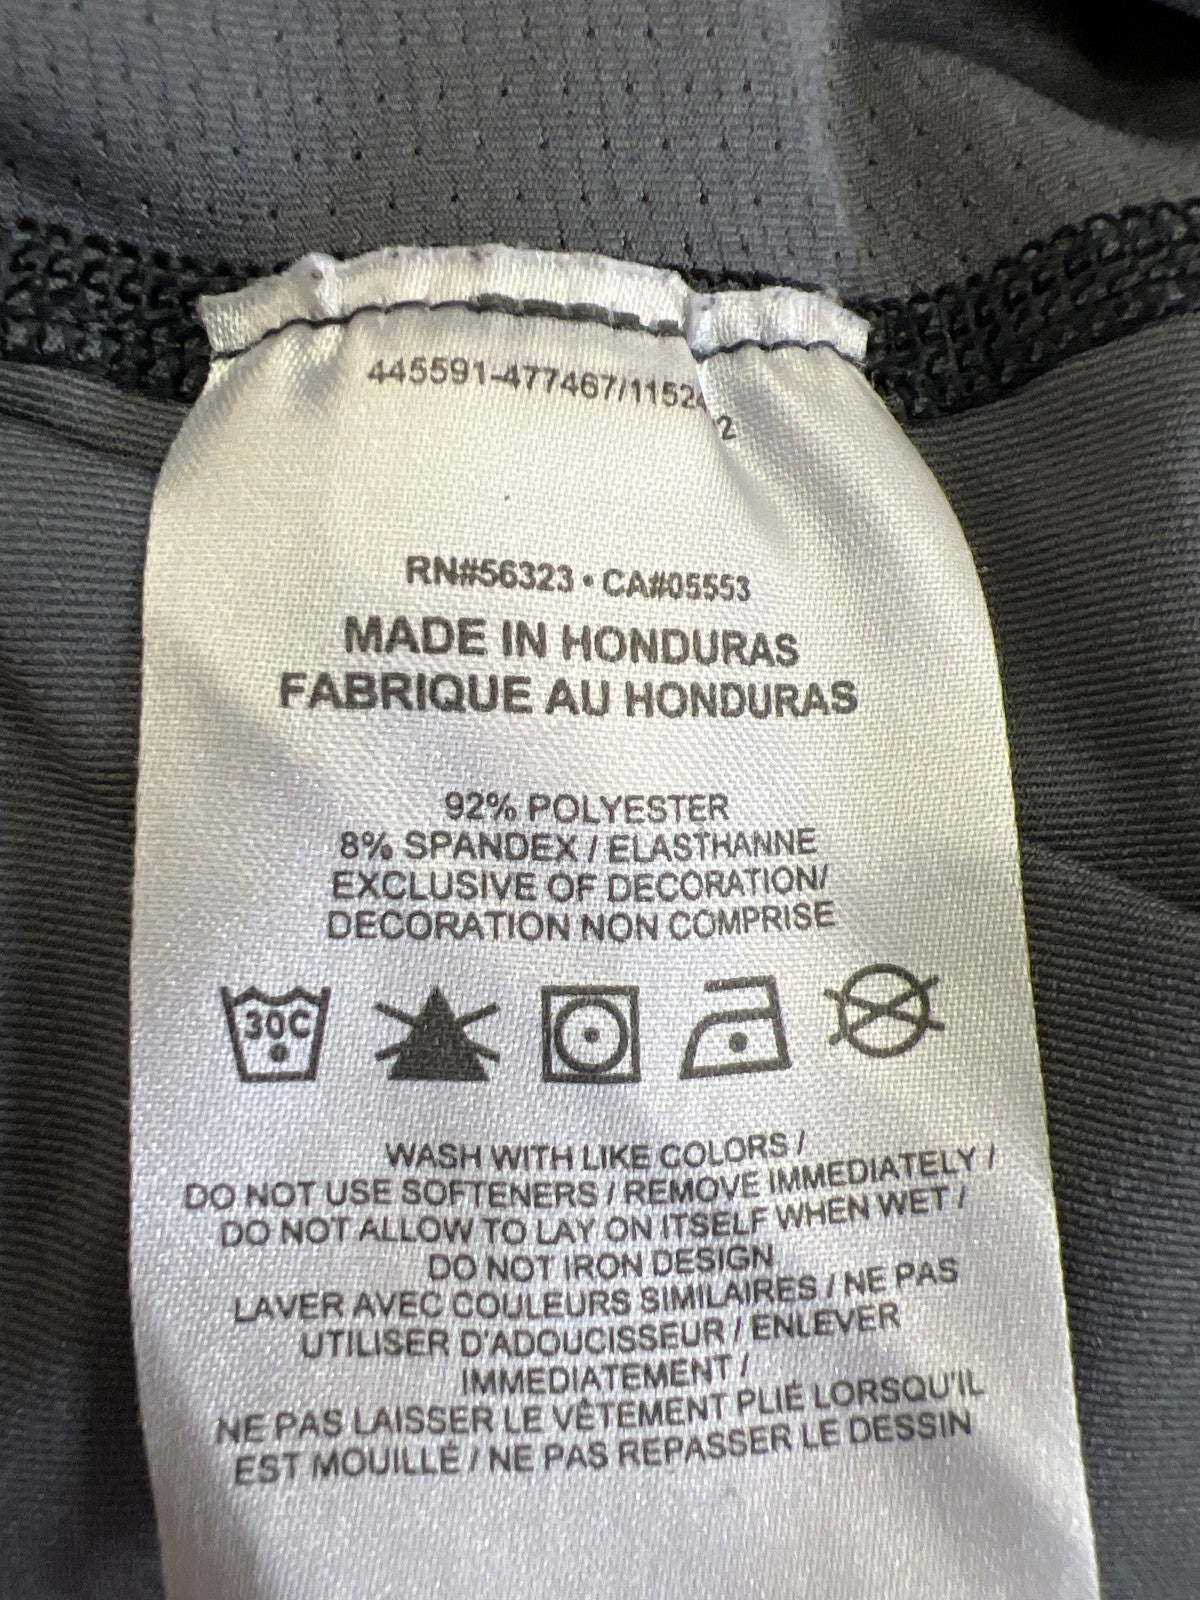 445591-477467/1152
2
RN#56323 • CA#05553
MADE IN HONDURAS
FABRIQUE AU HONDURAS
92% POLYESTER
8% SPANDEX / ELASTHANNE
EXCLUSIVE OF DECORATION/
DECORATION NON COMPRISE
30C
WASH WITH LIKE COLORS /
DO NOT USE SOFTENERS / REMOVE IMMEDIATELY /
DO NOT ALLOW TO LAY ON ITSELF WHEN WET /
DO NOT IRON DESIGN
LAVER AVEC COULEURS SIMILAIRES / NE PAS
UTILISER D'ADOUCISSEUR / ENLEVER
IMMEDIATEMENT /
NE PAS LAISSER LE VÊTEMENT PLIÉ LORSQU'IL
EST MOUILLÉ / NE PAS REPASSER LE DESSIN